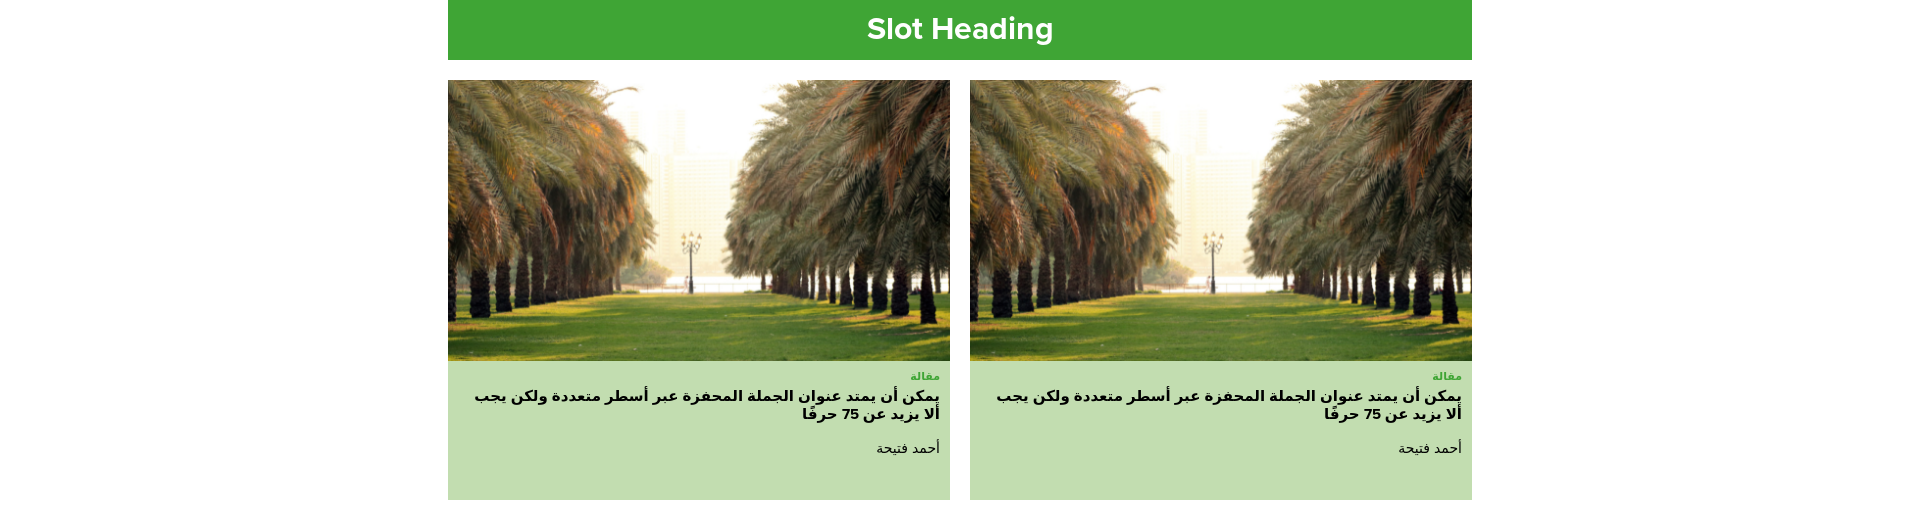 Slot Heading
مقالة
يمكن أن يمتد عنوان الجملة المحفزة عبر أسطر متعددة ولكن يجب
ألا يزيد عن 75 حرفًا
أحمد فتيحة
مقالة
يمكن أن يمتد عنوان الجملة المحفزة عبر أسطر متعددة ولكن يجب
ألا يزيد عن 75 حرفًا
أحمد فتيحة